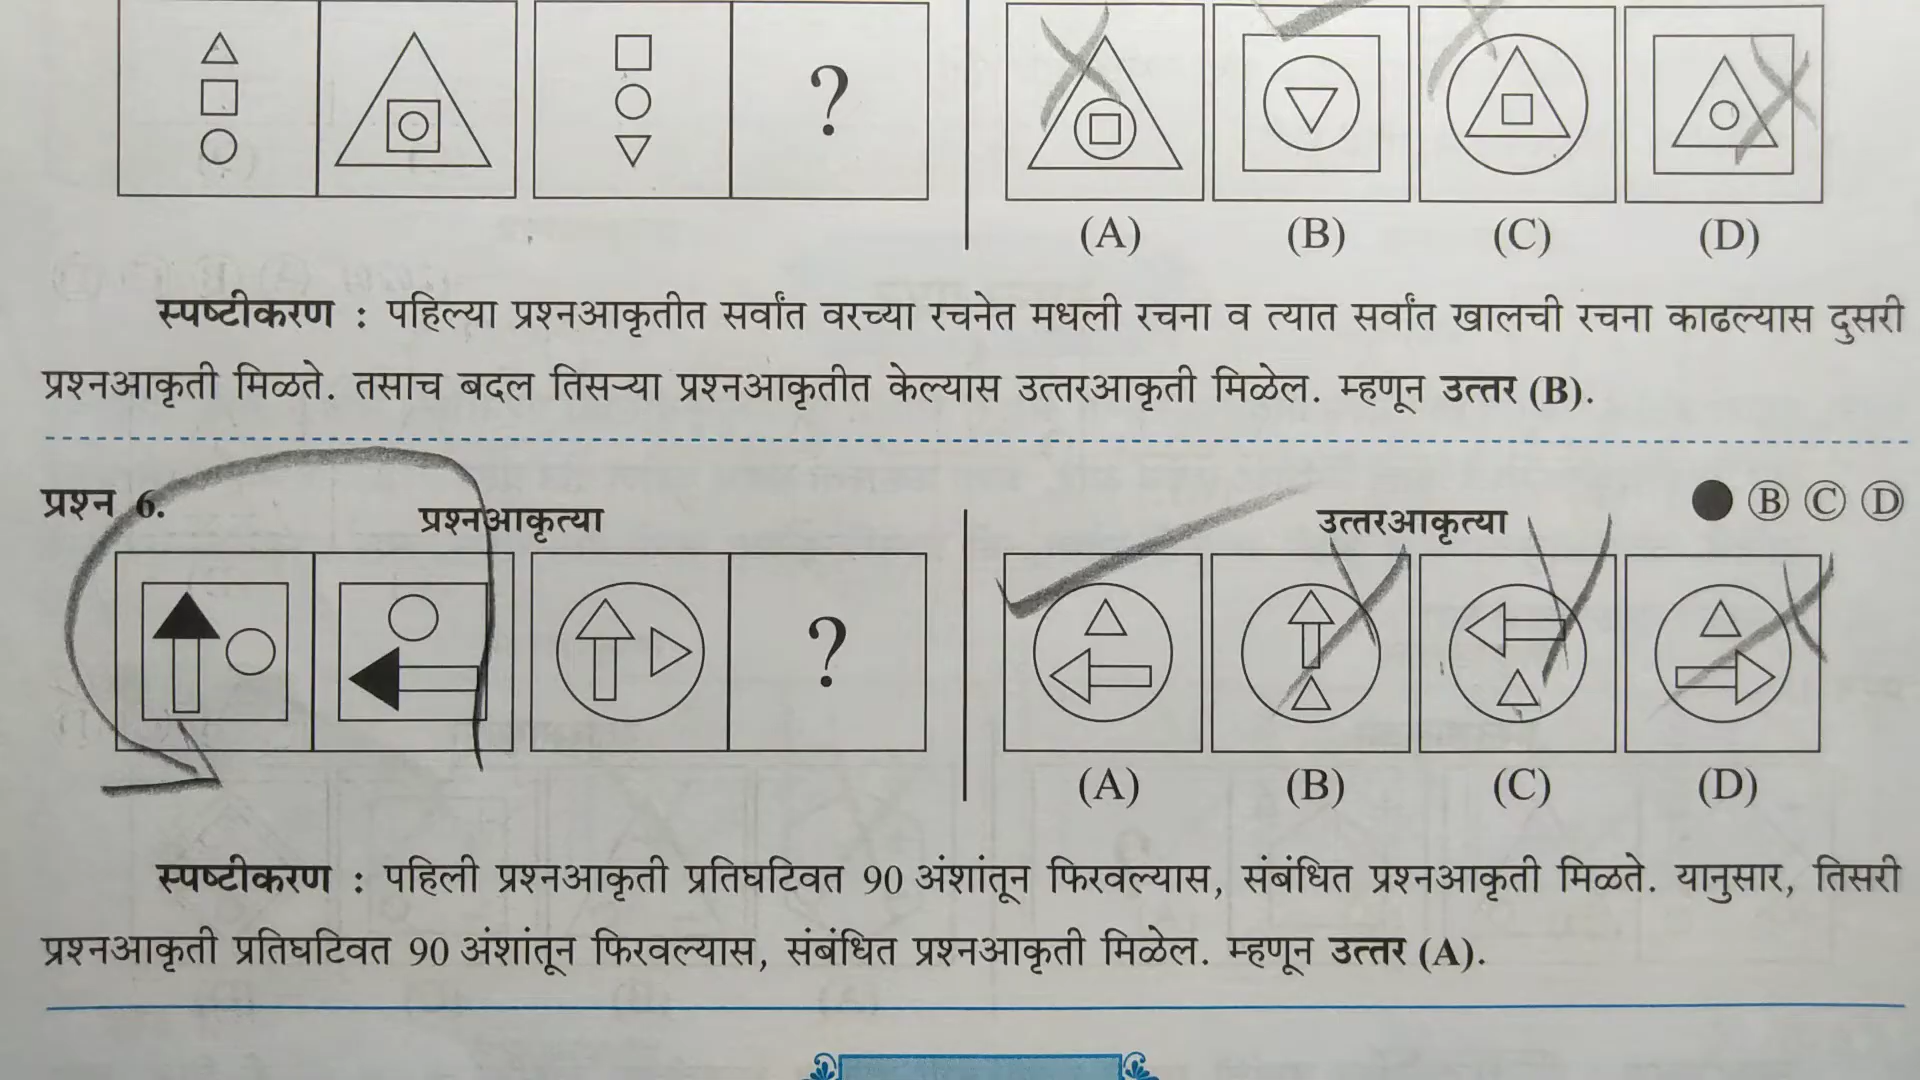 ?
(A) (B) (C) (D)
स्पष्टीकरण : पहिल्या प्रश्नआकृतीत सर्वांत वरच्या रचनेत मधली रचना व त्यात सर्वांत खालची रचना काढल्यास दुसरी
प्रश्नआकृती मिळते. तसाच बदल तिसऱ्या प्रश्नआकृतीत केल्यास उत्तरआकृती मिळेल. म्हणून उत्तर (B).
प्रश्न 6. प्रश्नआकृत्या उत्तरआकृत्या Ⓑ Ⓒ Ⓓ
?
(A) (B) (C) (D)
स्पष्टीकरण : पहिली प्रश्नआकृती प्रतिघटिवत 90 अंशांतून फिरवल्यास, संबंधित प्रश्नआकृती मिळते. यानुसार, तिसरी
प्रश्नआकृती प्रतिघटिवत 90 अंशांतून फिरवल्यास, संबंधित प्रश्नआकृती मिळेल. म्हणून उत्तर (A).